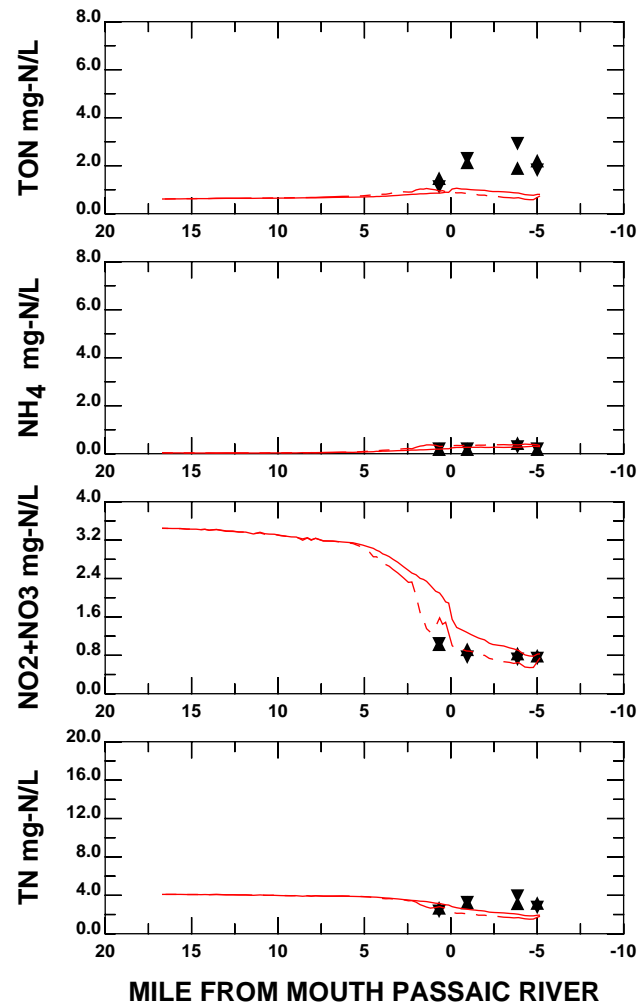 TON mg-N/L
8.0
6.0
4.0
2.0
0.0
20 15 10 5 0 -5 -10
NH4 mg-N/L
8.0
6.0
4.0
2.0
0.0
20 15 10 5 0 -5 -10
NO2+NO3 mg-N/L
4.0
3.2
2.4
1.6
0.8
0.0
20 15 10 5 0 -5 -10
TN mg-N/L
20.0
16.0
12.0
8.0
4.0
0.0
20 15 10 5 0 -5 -10
MILE FROM MOUTH PASSAIC RIVER